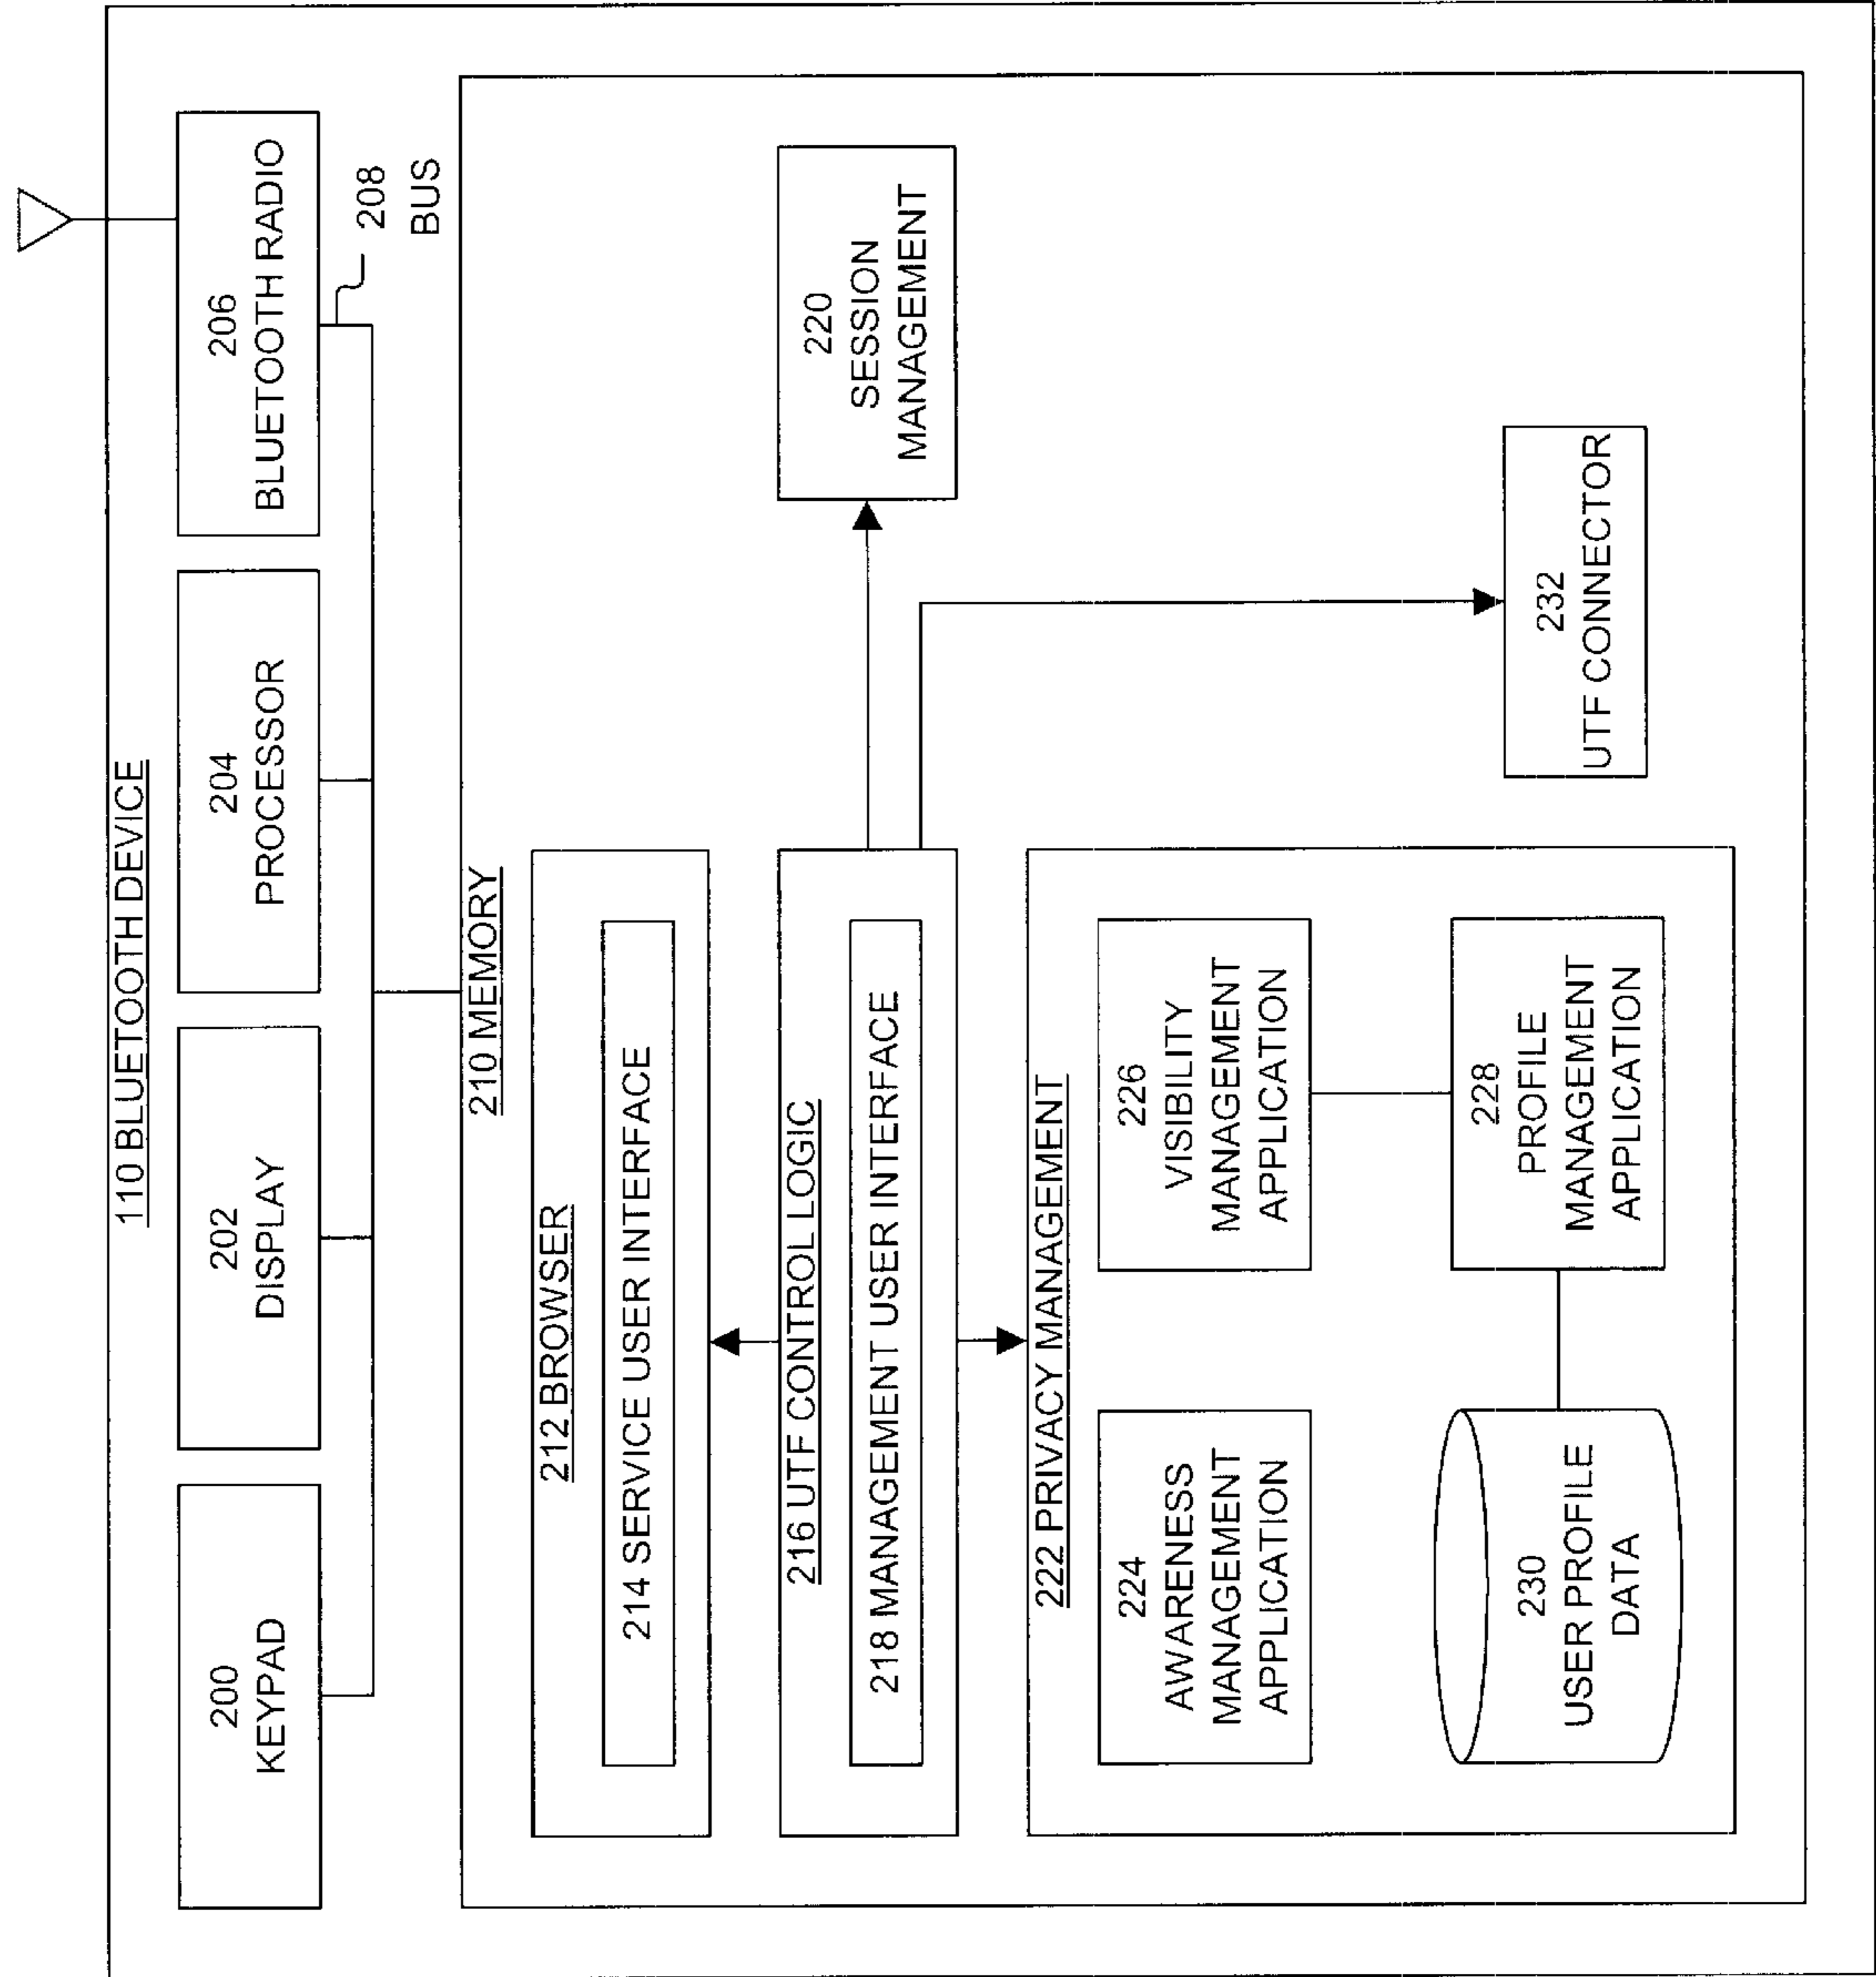 110 BLUETOOTH DEVICE
200
KEYPAD
202
DISPLAY
204
PROCESSOR
206
BLUETOOTH RADIO
208
BUS
210 MEMORY
212 BROWSER
214 SERVICE USER INTERFACE
216 UTF CONTROL LOGIC
218 MANAGEMENT USER INTERFACE
220
SESSION
MANAGEMENT
222 PRIVACY MANAGEMENT
224
AWARENESS
MANAGEMENT
APPLICATION
226
VISIBILITY
MANAGEMENT
APPLICATION
230
USER PROFILE
DATA
228
PROFILE
MANAGEMENT
APPLICATION
232
UTF CONNECTOR